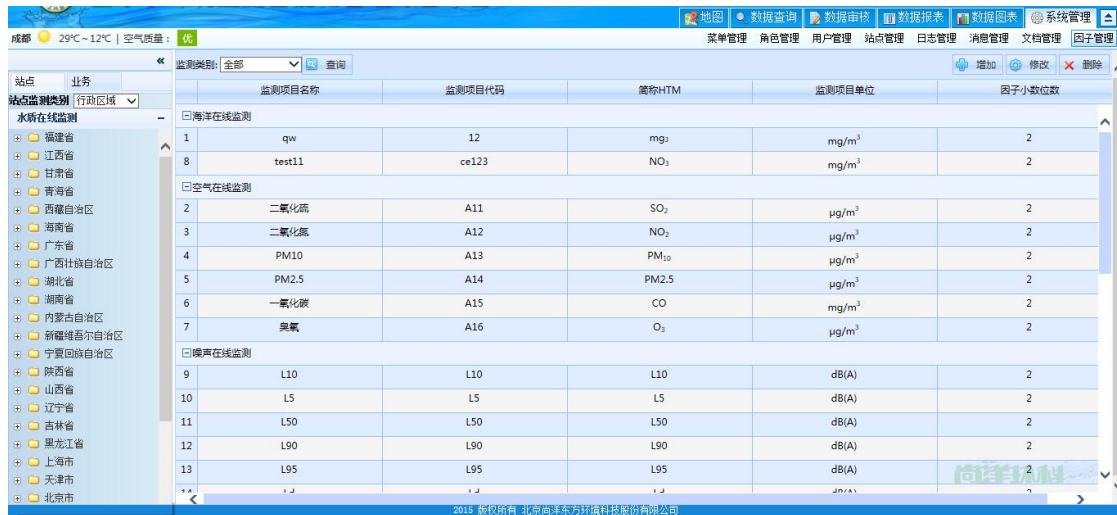 地图 数据查询 数据审核 数据报表 数据图表 系统管理
成都 29℃~12℃ | 空气质量： 优 菜单管理 角色管理 用户管理 站点管理 日志管理 消息管理 文档管理 因子管理
« 监测类别: 全部 查询 增加 修改 删除
站点 业务
站点监测类别 行政区域
水质在线监测
福建省
江西省
甘肃省
青海省
西藏自治区
海南省
广东省
广西壮族自治区
湖北省
湖南省
内蒙古自治区
新疆维吾尔自治区
宁夏回族自治区
陕西省
山西省
辽宁省
吉林省
黑龙江省
上海市
天津市
北京市
监测项目名称 监测项目代码 简称HTM 监测项目单位 因子小数位数
海洋在线监测
1 qw 12 mg₃ mg/m³ 2
8 test11 ce123 NO₃ mg/m³ 2
空气在线监测
2 二氧化硫 A11 SO₂ μg/m³ 2
3 二氧化氮 A12 NO₂ μg/m³ 2
4 PM10 A13 PM₁₀ μg/m³ 2
5 PM2.5 A14 PM2.5 μg/m³ 2
6 一氧化碳 A15 CO mg/m³ 2
7 臭氧 A16 O₃ μg/m³ 2
噪声在线监测
9 L10 L10 L10 dB(A) 2
10 L5 L5 L5 dB(A) 2
11 L50 L50 L50 dB(A) 2
12 L90 L90 L90 dB(A) 2
13 L95 L95 L95 dB(A) 2
14 Ld Ld Ld dB(A) 2
尚洋环科
2015 版权所有 北京尚洋东方环境科技股份有限公司